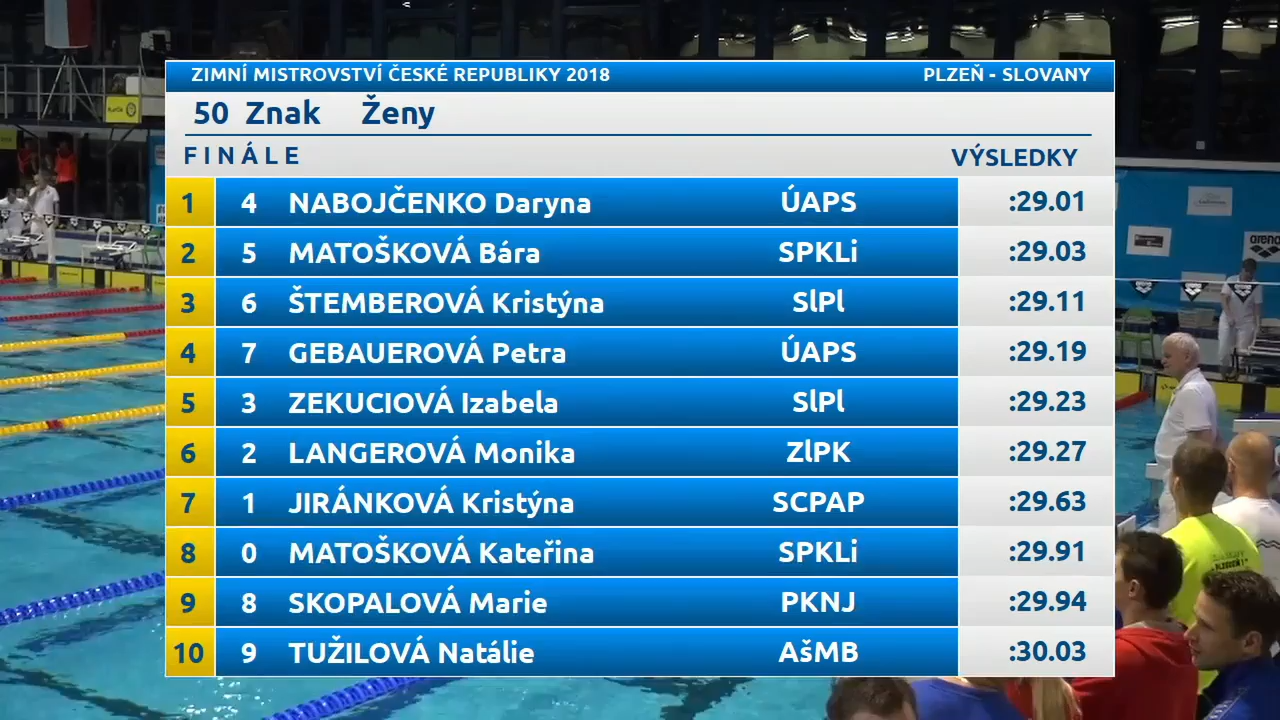 ZIMNÍ MISTROVSTVÍ ČESKÉ REPUBLIKY 2018 PLZEŇ - SLOVANY
50 Znak Ženy
FINÁLE VÝSLEDKY
1 4 NABOJČENKO Daryna ÚAPS :29.01
2 5 MATOŠKOVÁ Bára SPKLi :29.03
3 6 ŠTEMBEROVÁ Kristýna SlPl :29.11
4 7 GEBAUEROVÁ Petra ÚAPS :29.19
5 3 ZEKUCIOVÁ Izabela SlPl :29.23
6 2 LANGEROVÁ Monika ZlPK :29.27
7 1 JIRÁNKOVÁ Kristýna SCPAP :29.63
8 0 MATOŠKOVÁ Kateřina SPKLi :29.91
9 8 SKOPALOVÁ Marie PKNJ :29.94
10 9 TUŽILOVÁ Natálie AšMB :30.03
arena